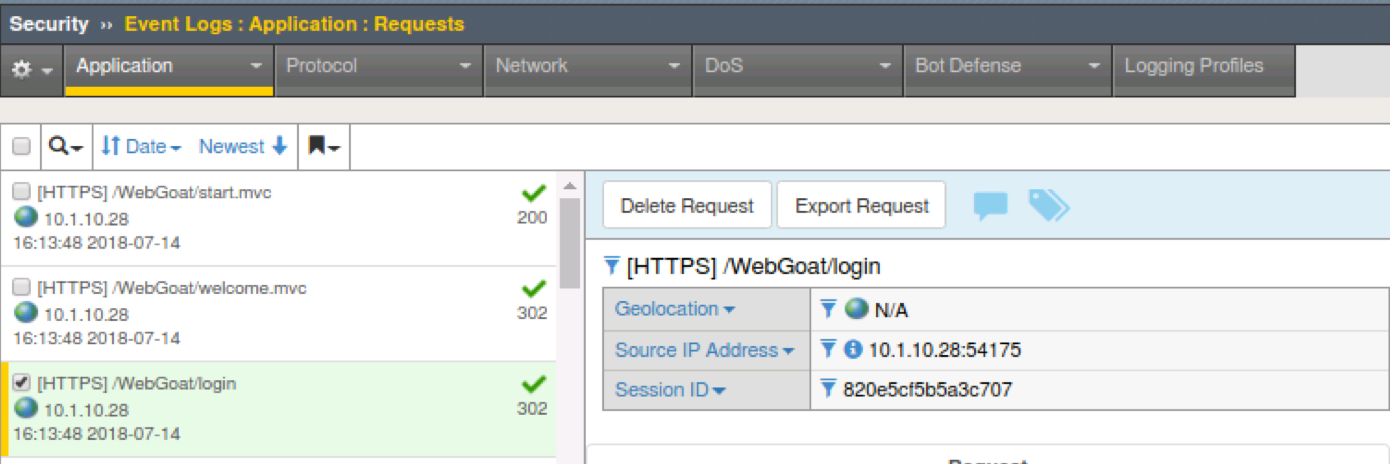 Security ›› Event Logs : Application : Requests
Application Protocol Network DoS Bot Defense Logging Profiles
Date Newest
[HTTPS] /WebGoat/start.mvc
10.1.10.28 200
16:13:48 2018-07-14
[HTTPS] /WebGoat/welcome.mvc
10.1.10.28 302
16:13:48 2018-07-14
[HTTPS] /WebGoat/login
10.1.10.28 302
16:13:48 2018-07-14
Delete Request Export Request
[HTTPS] /WebGoat/login
Geolocation N/A
Source IP Address 10.1.10.28:54175
Session ID 820e5cf5b5a3c707
Request